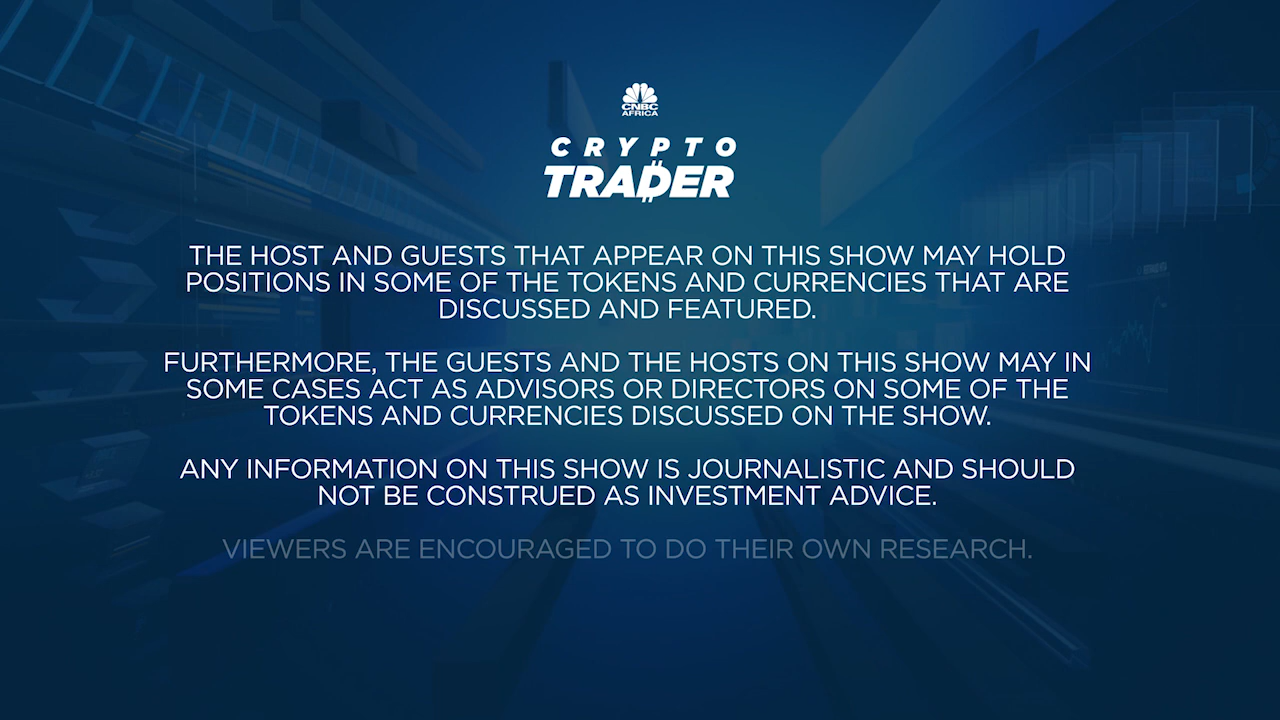 CNBC
AFRICA
CRYPTO
TRADER
THE HOST AND GUESTS THAT APPEAR ON THIS SHOW MAY HOLD
POSITIONS IN SOME OF THE TOKENS AND CURRENCIES THAT ARE
DISCUSSED AND FEATURED.
FURTHERMORE, THE GUESTS AND THE HOSTS ON THIS SHOW MAY IN
SOME CASES ACT AS ADVISORS OR DIRECTORS ON SOME OF THE
TOKENS AND CURRENCIES DISCUSSED ON THE SHOW.
ANY INFORMATION ON THIS SHOW IS JOURNALISTIC AND SHOULD
NOT BE CONSTRUED AS INVESTMENT ADVICE.
VIEWERS ARE ENCOURAGED TO DO THEIR OWN RESEARCH.